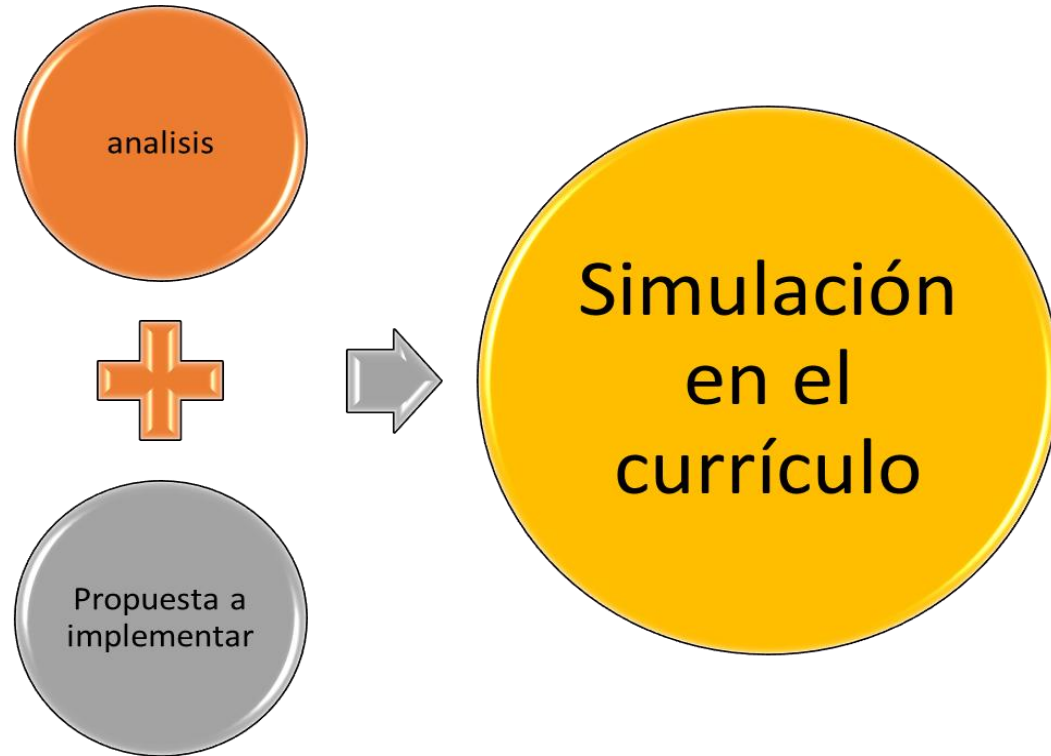 analisis
Propuesta a
implementar
Simulación
en el
currículo